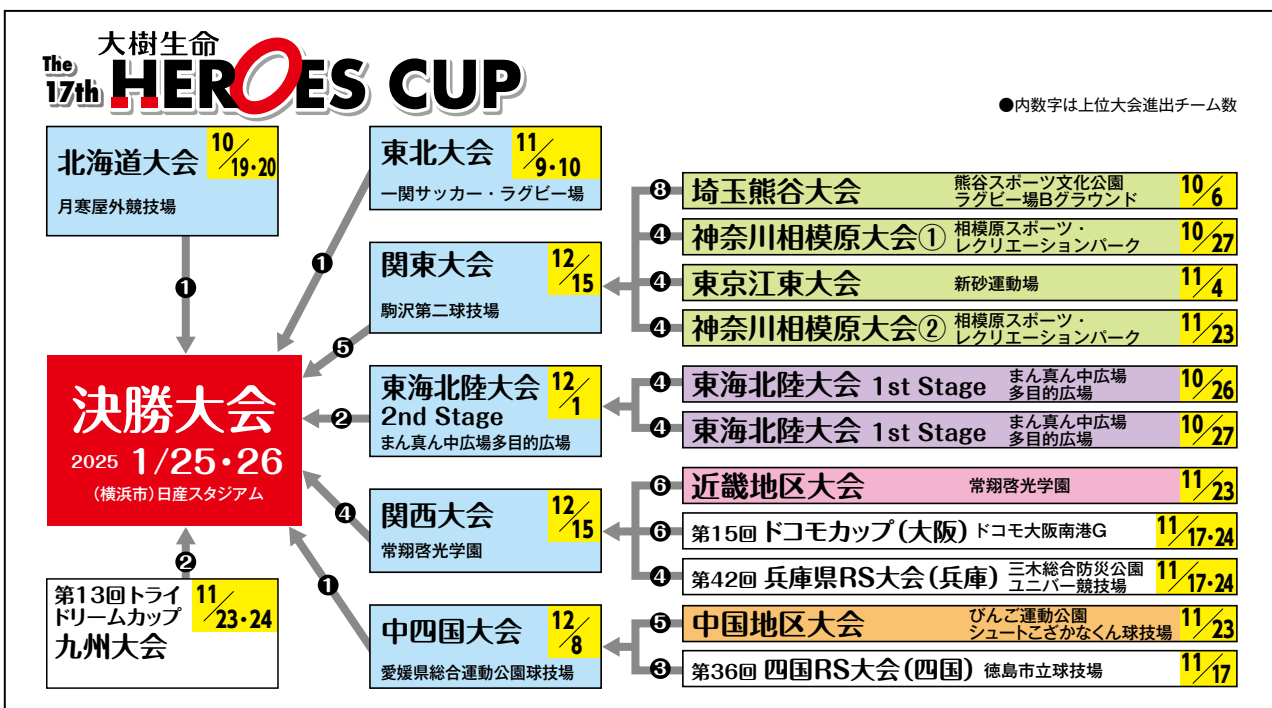 大樹生命
The
17th HEROES CUP
●内数字は上位大会進出チーム数
北海道大会
10/19・20
月寒屋外競技場
❶
東北大会
11/9・10
一関サッカー・ラグビー場
❶
関東大会
12/15
駒沢第二球技場
❺
東海北陸大会
2nd Stage
12/1
まん真ん中広場多目的広場
❷
関西大会
12/15
常翔啓光学園
❹
中四国大会
12/8
愛媛県総合運動公園球技場
❶
決勝大会
2025 1/25・26
(横浜市)日産スタジアム
❷
第13回トライ
ドリームカップ
九州大会
11/23・24
❽ 埼玉熊谷大会
熊谷スポーツ文化公園
ラグビー場Bグラウンド
10/6
❹ 神奈川相模原大会①
相模原スポーツ・
レクリエーションパーク
10/27
❹ 東京江東大会 新砂運動場 11/4
❹ 神奈川相模原大会②
相模原スポーツ・
レクリエーションパーク
11/23
❹ 東海北陸大会 1st Stage
まん真ん中広場
多目的広場
10/26
❹ 東海北陸大会 1st Stage
まん真ん中広場
多目的広場
10/27
❻ 近畿地区大会 常翔啓光学園 11/23
❻ 第15回 ドコモカップ(大阪) ドコモ大阪南港G 11/17・24
❹ 第42回 兵庫県RS大会(兵庫)
三木総合防災公園
ユニバー競技場
11/17・24
❺ 中国地区大会
びんご運動公園
シュートこざかなくん球技場
11/23
❸ 第36回 四国RS大会(四国) 徳島市立球技場 11/17